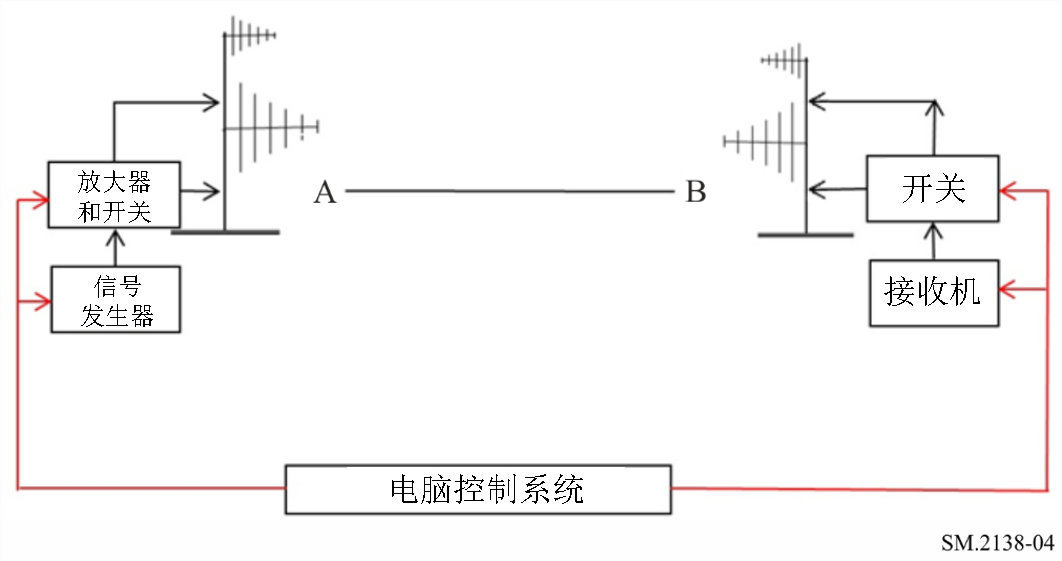 放大器
和开关
A
B
开关
信号
发生器
接收机
电脑控制系统
SM.2138-04